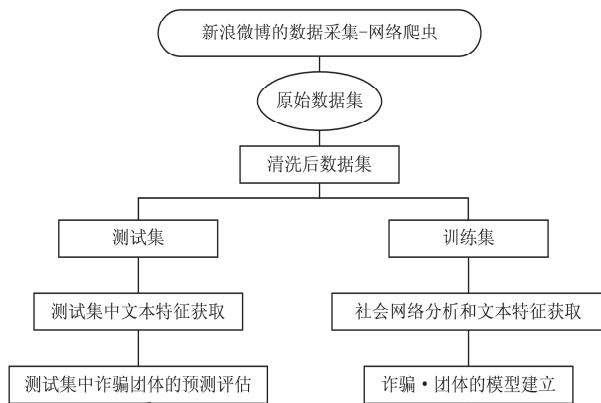 新浪微博的数据采集-网络爬虫
原始数据集
清洗后数据集
测试集
训练集
测试集中文本特征获取
社会网络分析和文本特征获取
测试集中诈骗团体的预测评估
诈骗·团体的模型建立